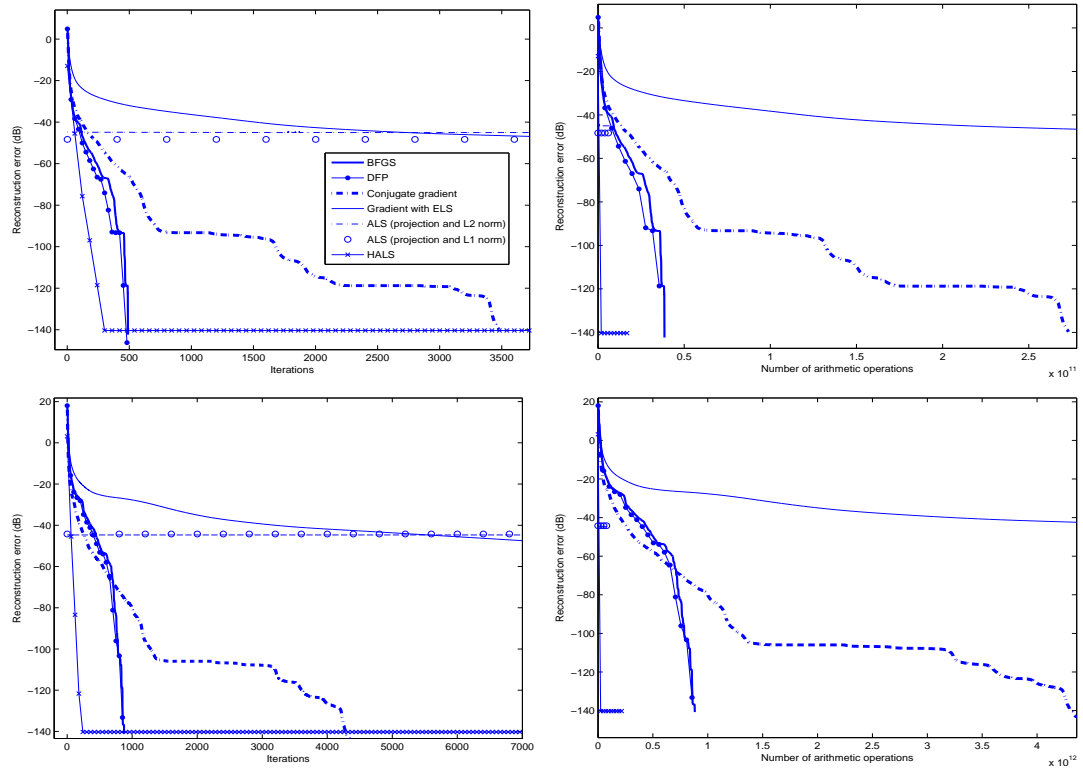 0
−20
−40
−60
−80
−100
−120
−140
0 500 1000 1500 2000 2500 3000 3500
Iterations
Reconstruction error (dB)
BFGS
DFP
Conjugate gradient
Gradient with ELS
ALS (projection and L2 norm)
ALS (projection and L1 norm)
HALS
0
−20
−40
−60
−80
−100
−120
−140
0 0.5 1 1.5 2 2.5
Number of arithmetic operations
x 10^11
Reconstruction error (dB)
20
0
−20
−40
−60
−80
−100
−120
−140
0 1000 2000 3000 4000 5000 6000 7000
Iterations
Reconstruction error (dB)
20
0
−20
−40
−60
−80
−100
−120
−140
0 0.5 1 1.5 2 2.5 3 3.5 4
Number of arithmetic operations
x 10^12
Reconstruction error (dB)